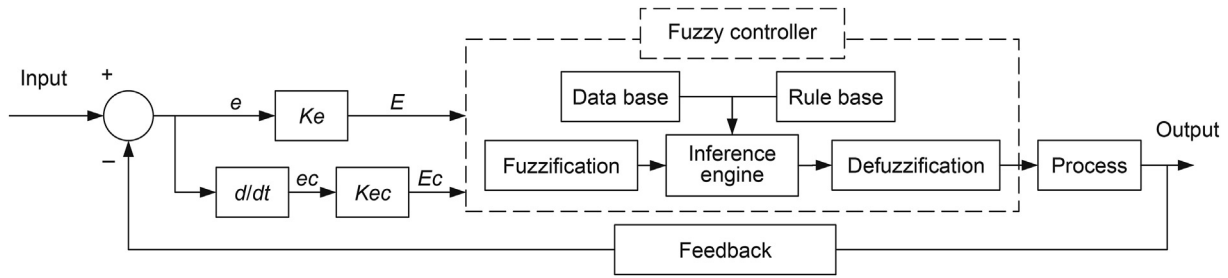 Fuzzy controller
Input
+
−
e
Ke
E
d/dt
ec
Kec
Ec
Data base
Rule base
Fuzzification
Inference
engine
Defuzzification
Process
Output
Feedback